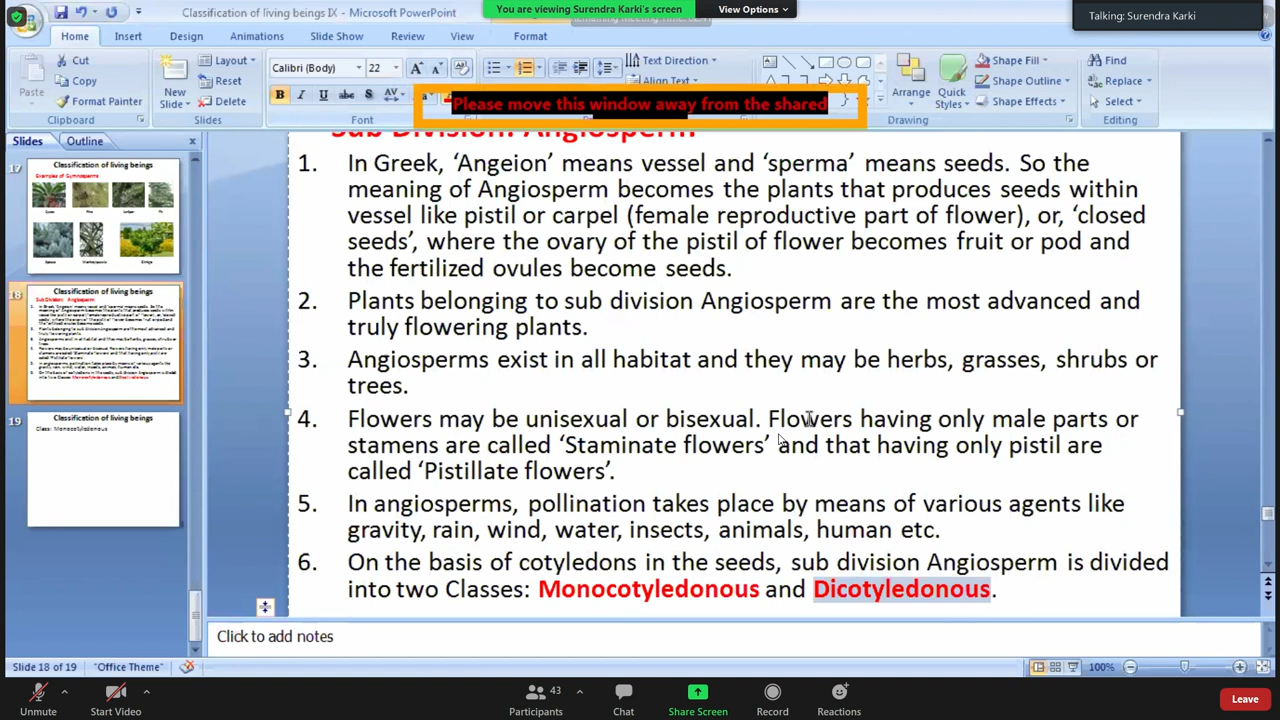 Classification of living beings IX - Microsoft PowerPoint
You are viewing Surendra Karki's screen
View Options
Talking: Surendra Karki
Home Insert Design Slide Show Review View Format
Paste
Cut
Copy
Format Painter
Clipboard
New Slide
Layout
Reset
Delete
Slides
Calibri (Body) 22
B I U abc S AV
Font
Text Direction
Align Text
Please move this window away from the shared
Arrange
Quick Styles
Shape Fill
Shape Outline
Shape Effects
Drawing
Find
Replace
Select
Editing
Slides Outline
17
Classification of living beings
Examples of Gymnosperms
18
19
Classification of living beings
Class: Monocotyledonous
Sub Division: Angiosperm
1. In Greek, ‘Angeion’ means vessel and ‘sperma’ means seeds. So the
meaning of Angiosperm becomes the plants that produces seeds within
vessel like pistil or carpel (female reproductive part of flower), or, ‘closed
seeds’, where the ovary of the pistil of flower becomes fruit or pod and
the fertilized ovules become seeds.
2. Plants belonging to sub division Angiosperm are the most advanced and
truly flowering plants.
3. Angiosperms exist in all habitat and they may be herbs, grasses, shrubs or
trees.
4. Flowers may be unisexual or bisexual. Flowers having only male parts or
stamens are called ‘Staminate flowers’ and that having only pistil are
called ‘Pistillate flowers’.
5. In angiosperms, pollination takes place by means of various agents like
gravity, rain, wind, water, insects, animals, human etc.
6. On the basis of cotyledons in the seeds, sub division Angiosperm is divided
into two Classes: Monocotyledonous and Dicotyledonous.
Click to add notes
Slide 18 of 19 "Office Theme" 100%
Unmute
Start Video
Participants 43
Chat
Share Screen
Record
Reactions
Leave